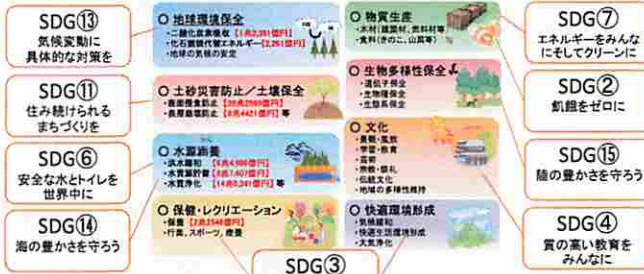 SDG⑬
気候変動に
具体的な対策を
SDG⑪
住み続けられる
まちづくりを
SDG⑥
安全な水とトイレを
世界中に
SDG⑭
海の豊かさを守ろう
○ 地球環境保全
・二酸化炭素吸収
・化石燃料代替エネルギー
・地球の気候の安定
○ 土砂災害防止／土壌保全
・表面侵食防止
・表層崩壊防止 等
○ 水源涵養
・洪水緩和
・水資源貯留
・水質浄化 等
○ 保健・レクリエーション
・保養
・行楽、スポーツ、療養
SDG③
○ 物質生産
・木材(建築材、燃料材等
・食料(きのこ、山菜等)
○ 生物多様性保全
・遺伝子保全
・生物種保全
・生態系保全
○ 文化
・景観・風致
・学習・教育
・芸術
・宗教・祭礼
・伝統文化
・地域の多様性維持
○ 快適環境形成
・気候緩和
・快適生活環境形成
・大気浄化
SDG⑦
エネルギーをみんな
にそしてクリーンに
SDG②
飢餓をゼロに
SDG⑮
陸の豊かさも守ろう
SDG④
質の高い教育を
みんなに